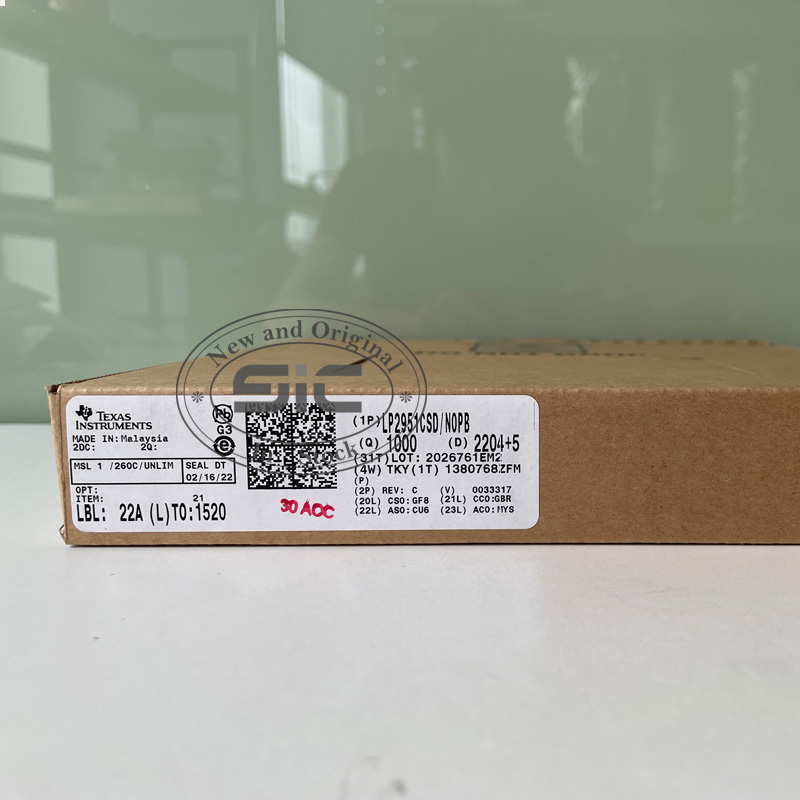 New and Original
SIC
Stock
TEXAS
INSTRUMENTS
MADE IN: Malaysia
2DC: 2Q:
MSL 1 /260C/UNLIM
SEAL DT
02/16/22
OPT:
ITEM: 21
LBL: 22A (L)TO:1520
Pb
G3
e
30 AOC
(1P)LP2951CSD/NOPB
(Q) 1000 (D) 2204+5
(31T)LOT: 2026761EM2
(4W) TKY(1T) 1380768ZFM
(P)
(2P) REV: C (V) 0033317
(20L) CSO:GF8 (21L) CCO:GBR
(22L) ASO:CU6 (23L) ACO:MYS